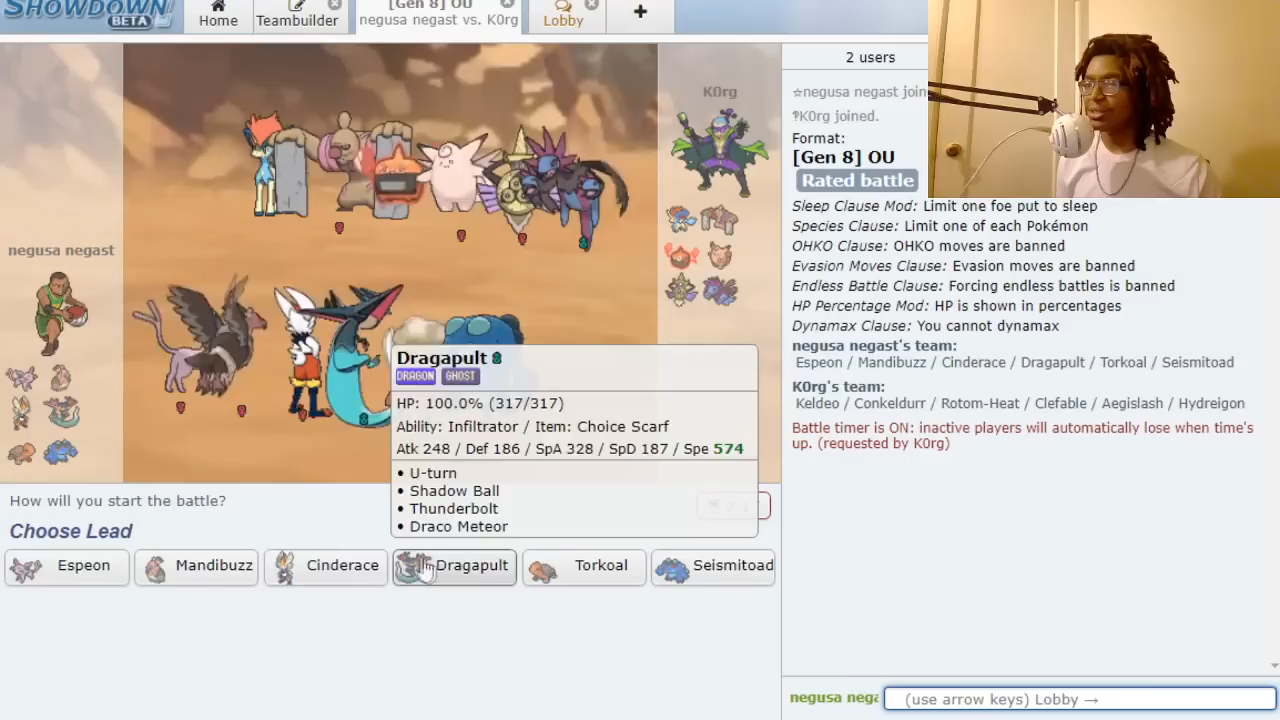 SHOWDOWN
BETA
Home
Teambuilder
[Gen 8] OU
negusa negast vs. K0rg
Lobby
+
2 users
☆negusa negast join
‽K0rg joined.
Format:
[Gen 8] OU
Rated battle
Sleep Clause Mod: Limit one foe put to sleep
Species Clause: Limit one of each Pokémon
OHKO Clause: OHKO moves are banned
Evasion Moves Clause: Evasion moves are banned
Endless Battle Clause: Forcing endless battles is banned
HP Percentage Mod: HP is shown in percentages
Dynamax Clause: You cannot dynamax
negusa negast's team:
Espeon / Mandibuzz / Cinderace / Dragapult / Torkoal / Seismitoad
K0rg's team:
Keldeo / Conkeldurr / Rotom-Heat / Clefable / Aegislash / Hydreigon
Battle timer is ON: inactive players will automatically lose when time's
up. (requested by K0rg)
K0rg
negusa negast
Dragapult
DRAGON GHOST
HP: 100.0% (317/317)
Ability: Infiltrator / Item: Choice Scarf
Atk 248 / Def 186 / SpA 328 / SpD 187 / Spe 574
• U-turn
• Shadow Ball
• Thunderbolt
• Draco Meteor
How will you start the battle?
Choose Lead
Espeon
Mandibuzz
Cinderace
Dragapult
Torkoal
Seismitoad
negusa nega
(use arrow keys) Lobby →